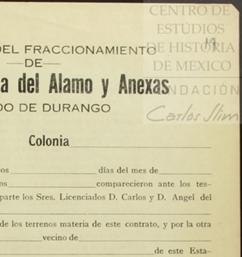 CENTRO DE
ESTUDIOS
DE HISTORIA
DE MEXICO
FUNDACIÓN
Carlos Slim
DEL FRACCIONAMIENTO
—DE—
a del Alamo y Anexas
DO DE DURANGO
Colonia
os días del mes de
ns comparecieron ante los tes-
parte los Sres. Licenciados D. Carlos y D. Angel del
de los terrenos materia de este contrato, y por la otra
vecino de
de este Esta-